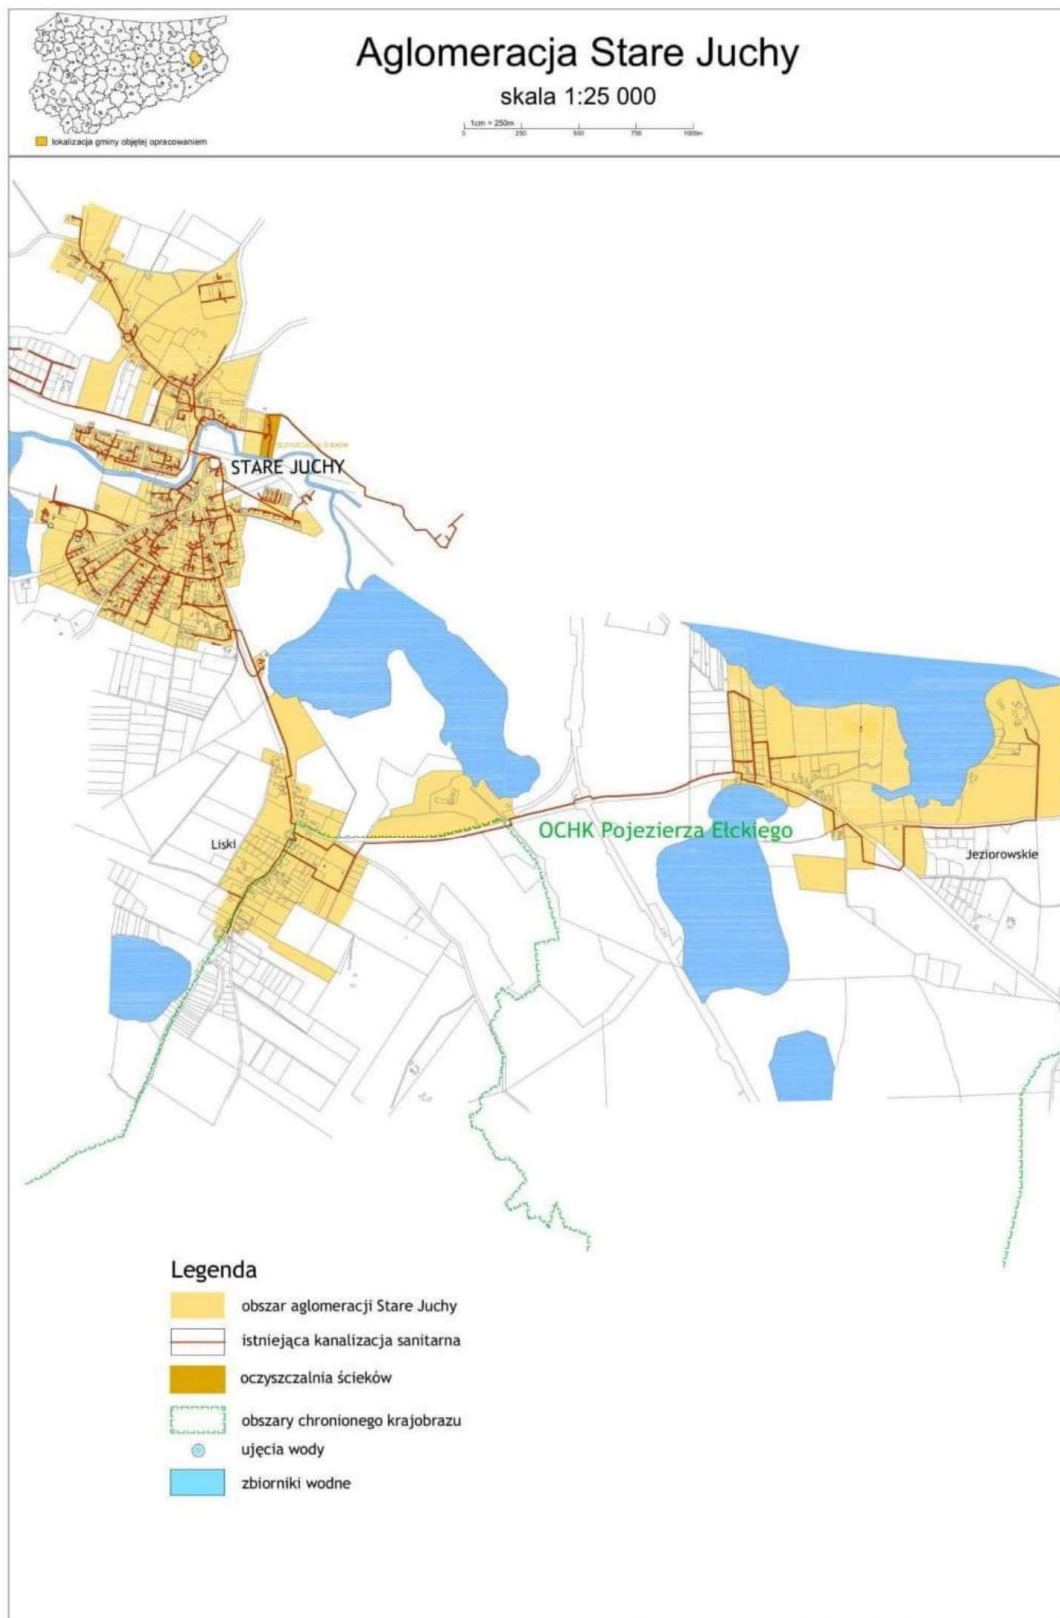 Aglomeracja Stare Juchy
skala 1:25 000
1cm = 250m
0 250 500 750 1000m
lokalizacja gminy objętej opracowaniem
STARE JUCHY
OCHK Pojezierza Ełckiego
Liski
Jeziorowskie
Legenda
obszar aglomeracji Stare Juchy
istniejąca kanalizacja sanitarna
oczyszczalnia ścieków
obszary chronionego krajobrazu
ujęcia wody
zbiorniki wodne